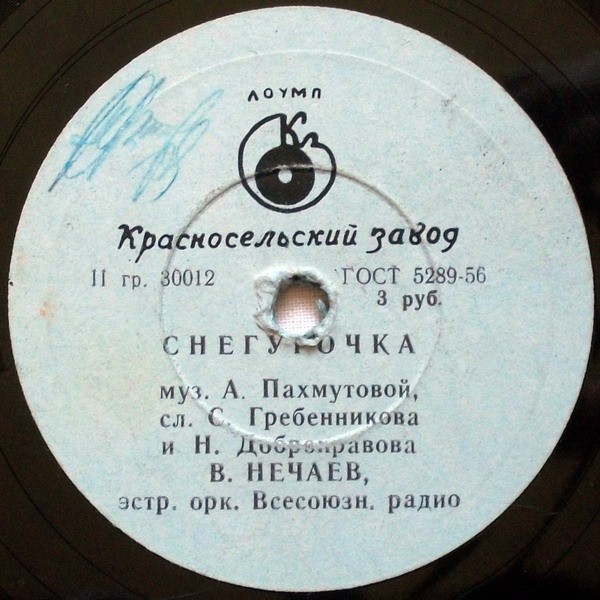 ЛОУМП
Кз
Красносельский завод
II гр. 30012 ГОСТ 5289-56
3 руб.
СНЕГУРОЧКА
муз. А. Пахмутовой,
сл. С. Гребенникова
и Н. Добронравова
В. НЕЧАЕВ,
эстр. орк. Всесоюзн. радио